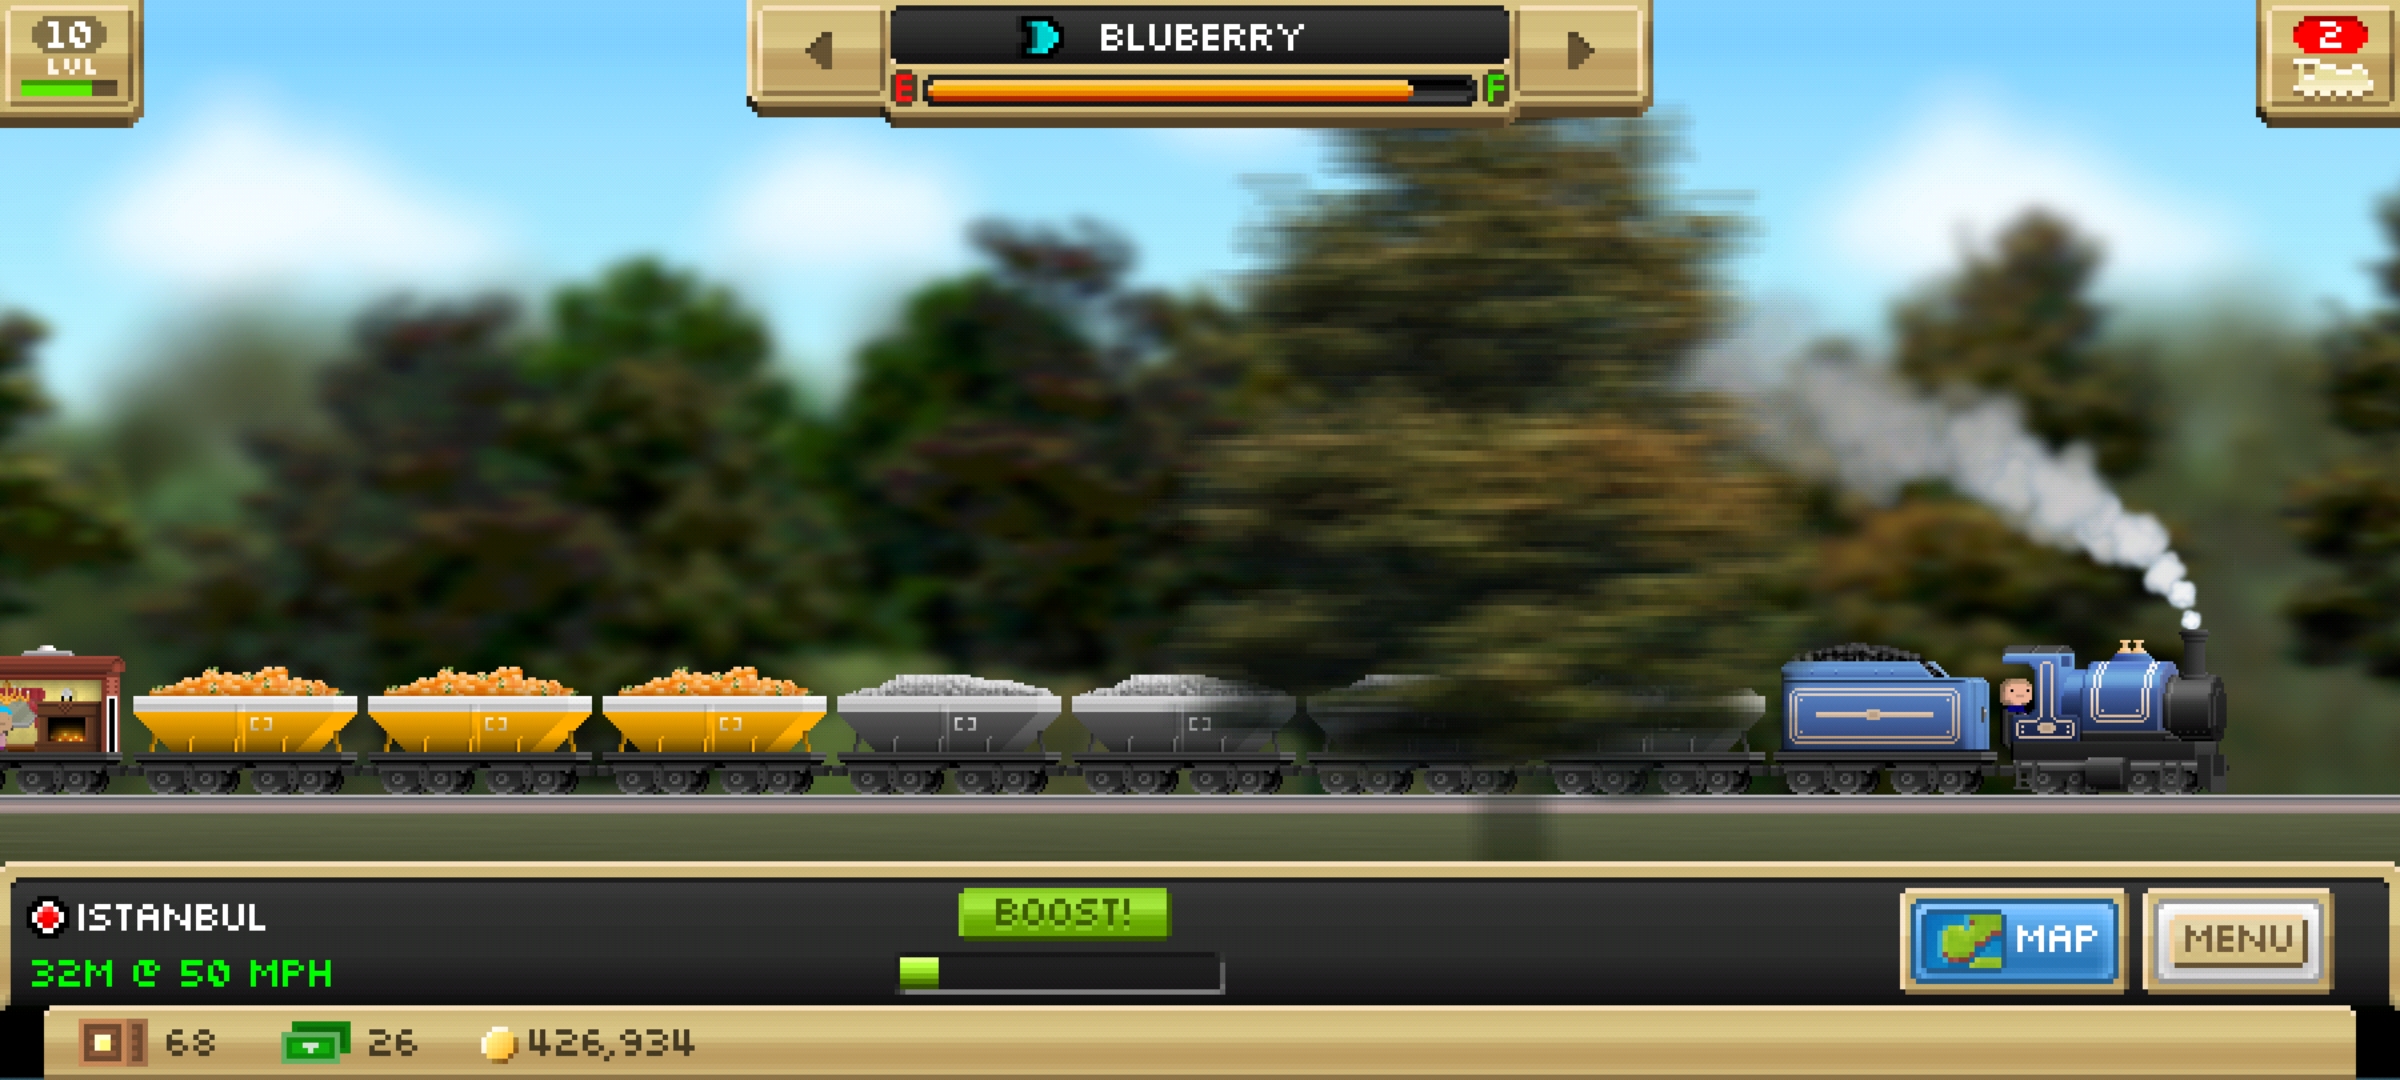 10
LVL
BLUBERRY
E F
2
ISTANBUL
32M @ 50 MPH
BOOST!
MAP
MENU
68 26 426,934